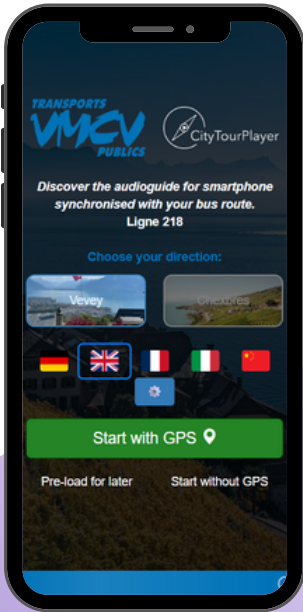 TRANSPORTS
VMCV
PUBLICS
CityTourPlayer
Discover the audioguide for smartphone
synchronised with your bus route.
Ligne 218
Choose your direction:
Vevey
Chexbres
Start with GPS
Pre-load for later
Start without GPS